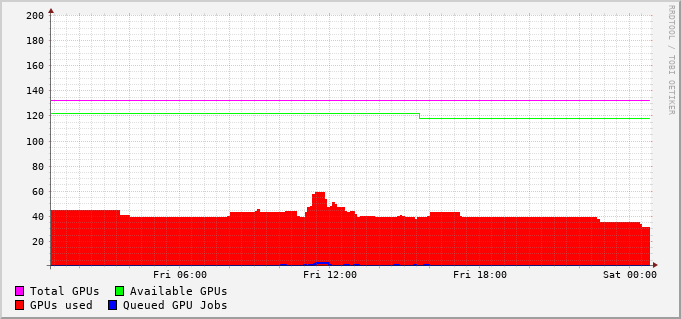 200
180
160
140
120
100
80
60
40
20
Fri 06:00 Fri 12:00 Fri 18:00 Sat 00:00
Total GPUs Available GPUs
GPUs used Queued GPU Jobs
RRDTOOL / TOBI OETIKER